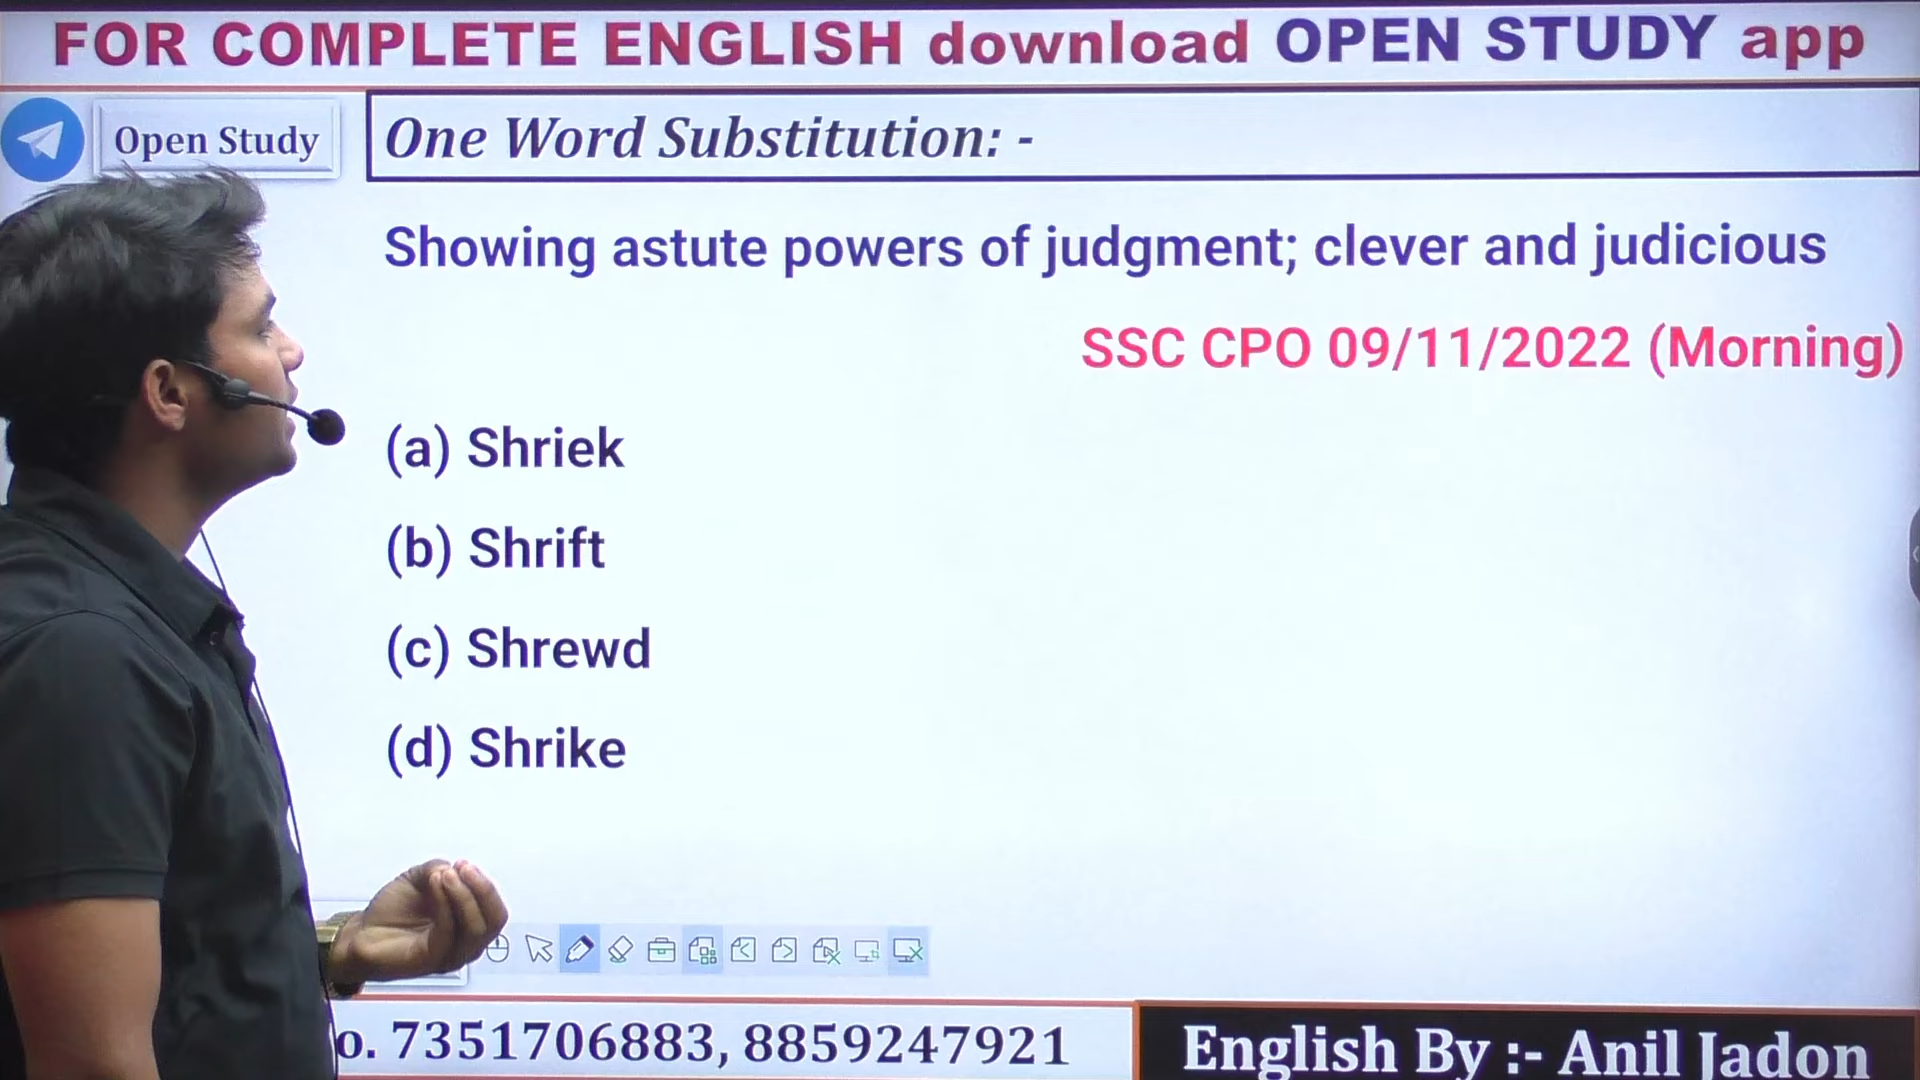 FOR COMPLETE ENGLISH download OPEN STUDY app
Open Study
One Word Substitution: -
Showing astute powers of judgment; clever and judicious
SSC CPO 09/11/2022 (Morning)
(a) Shriek
(b) Shrift
(c) Shrewd
(d) Shrike
o. 7351706883, 8859247921
English By :- Anil Jadon